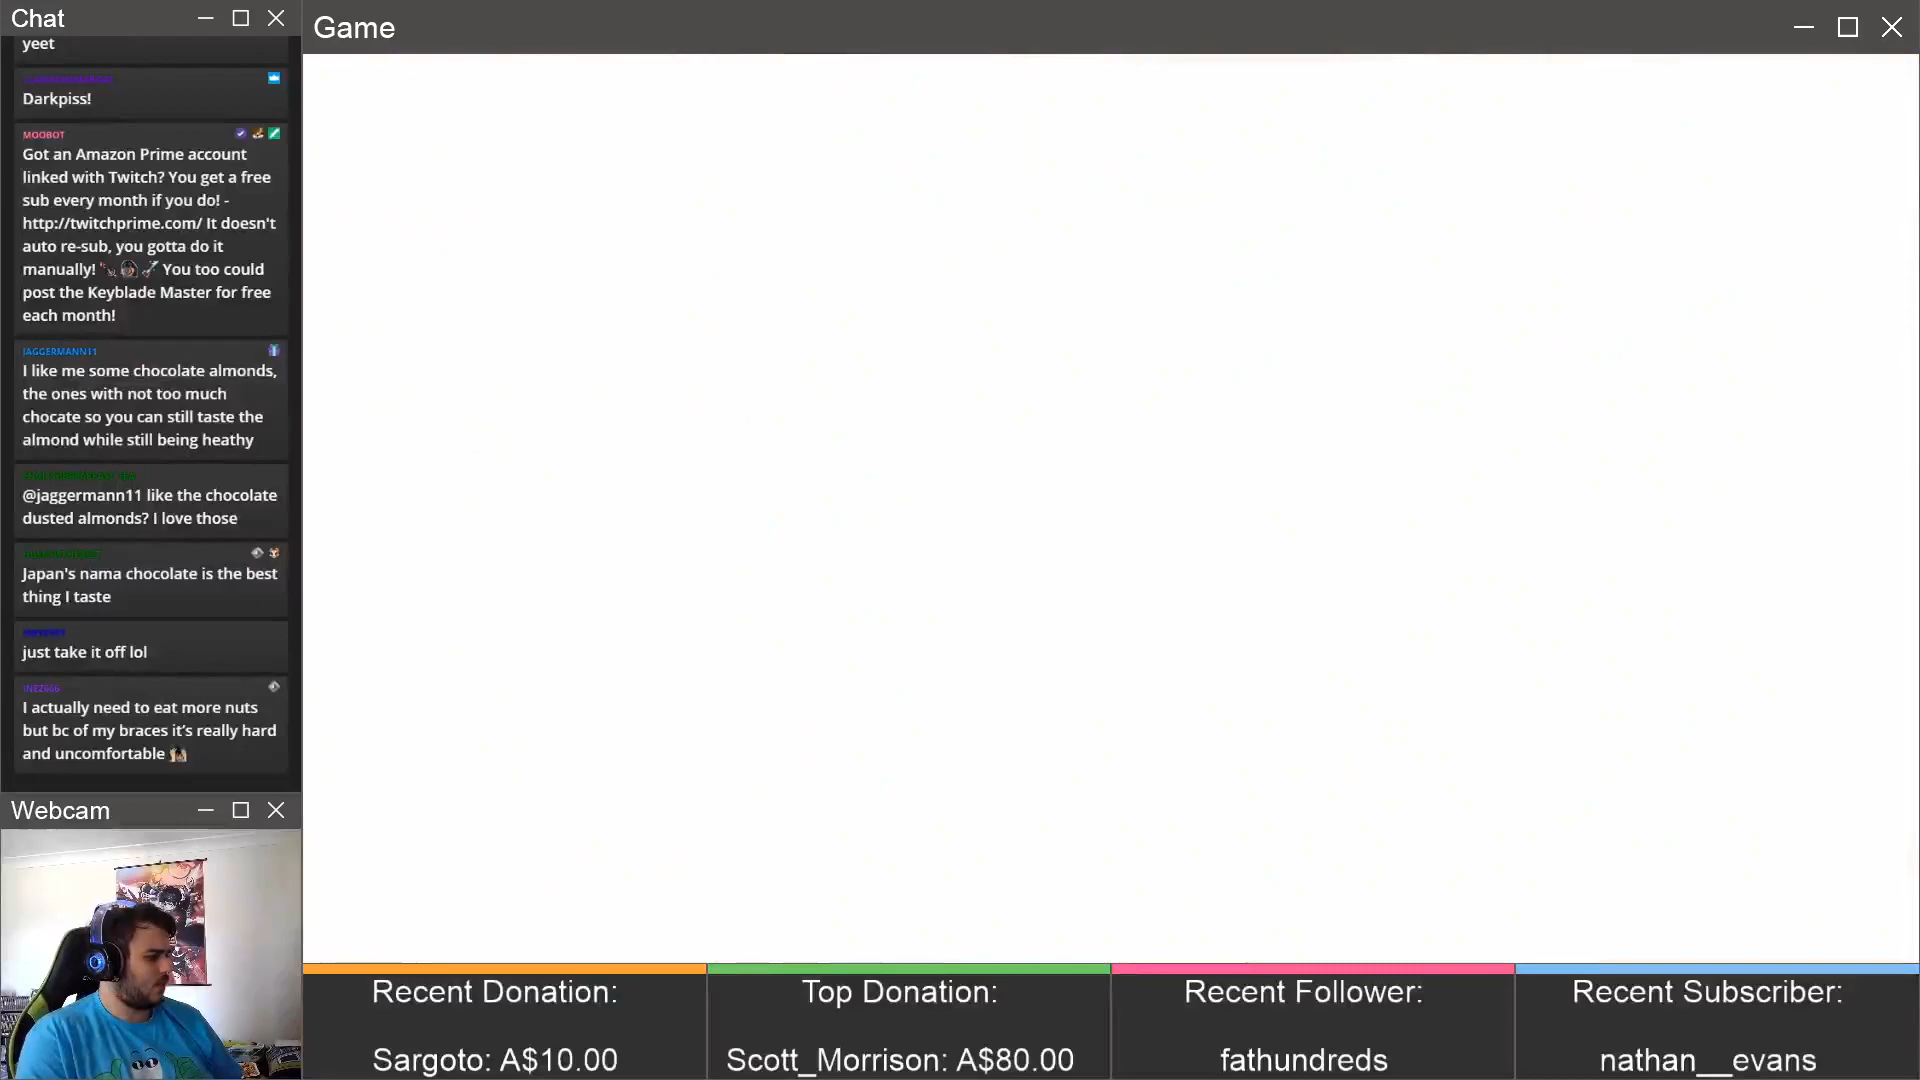 Chat
Game
yeet
Darkpiss!
MOOBOT
Got an Amazon Prime account
linked with Twitch? You get a free
sub every month if you do! -
http://twitchprime.com/ It doesn't
auto re-sub, you gotta do it
manually! You too could
post the Keyblade Master for free
each month!
JAGGERMANN11
I like me some chocolate almonds,
the ones with not too much
chocate so you can still taste the
almond while still being heathy
@jaggermann11 like the chocolate
dusted almonds? I love those
Japan's nama chocolate is the best
thing I taste
just take it off lol
INEZ666
I actually need to eat more nuts
but bc of my braces it's really hard
and uncomfortable
Webcam
Recent Donation:
Sargoto: A$10.00
Top Donation:
Scott_Morrison: A$80.00
Recent Follower:
fathundreds
Recent Subscriber:
nathan__evans